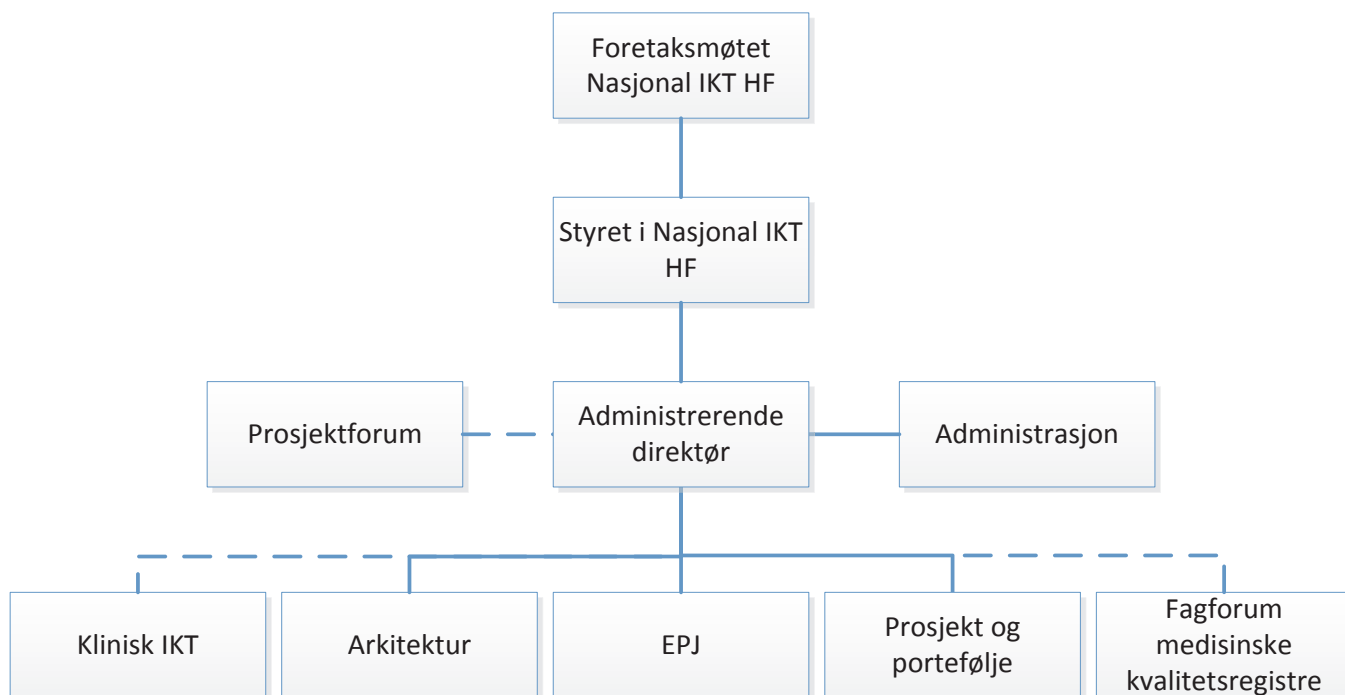 Foretaksmøtet
Nasjonal IKT HF
Styret i Nasjonal IKT
HF
Prosjektforum
Administrerende
direktør
Administrasjon
Klinisk IKT
Arkitektur
EPJ
Prosjekt og
portefølje
Fagforum
medisinske
kvalitetsregistre